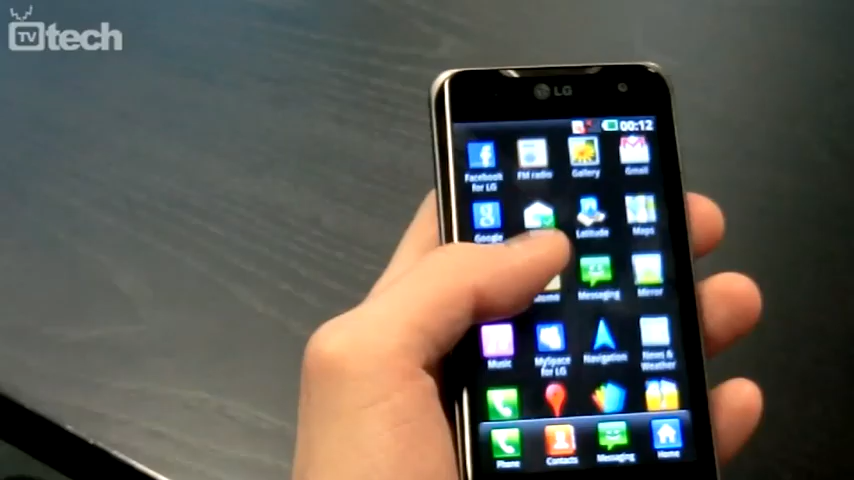 TV tech
LG
00:12
Facebook for LG
FM radio
Gallery
Gmail
Google
Latitude
Maps
Messaging
Mirror
Music
MySpace for LG
Navigation
News & Weather
Phone
Contacts
Messaging
Home